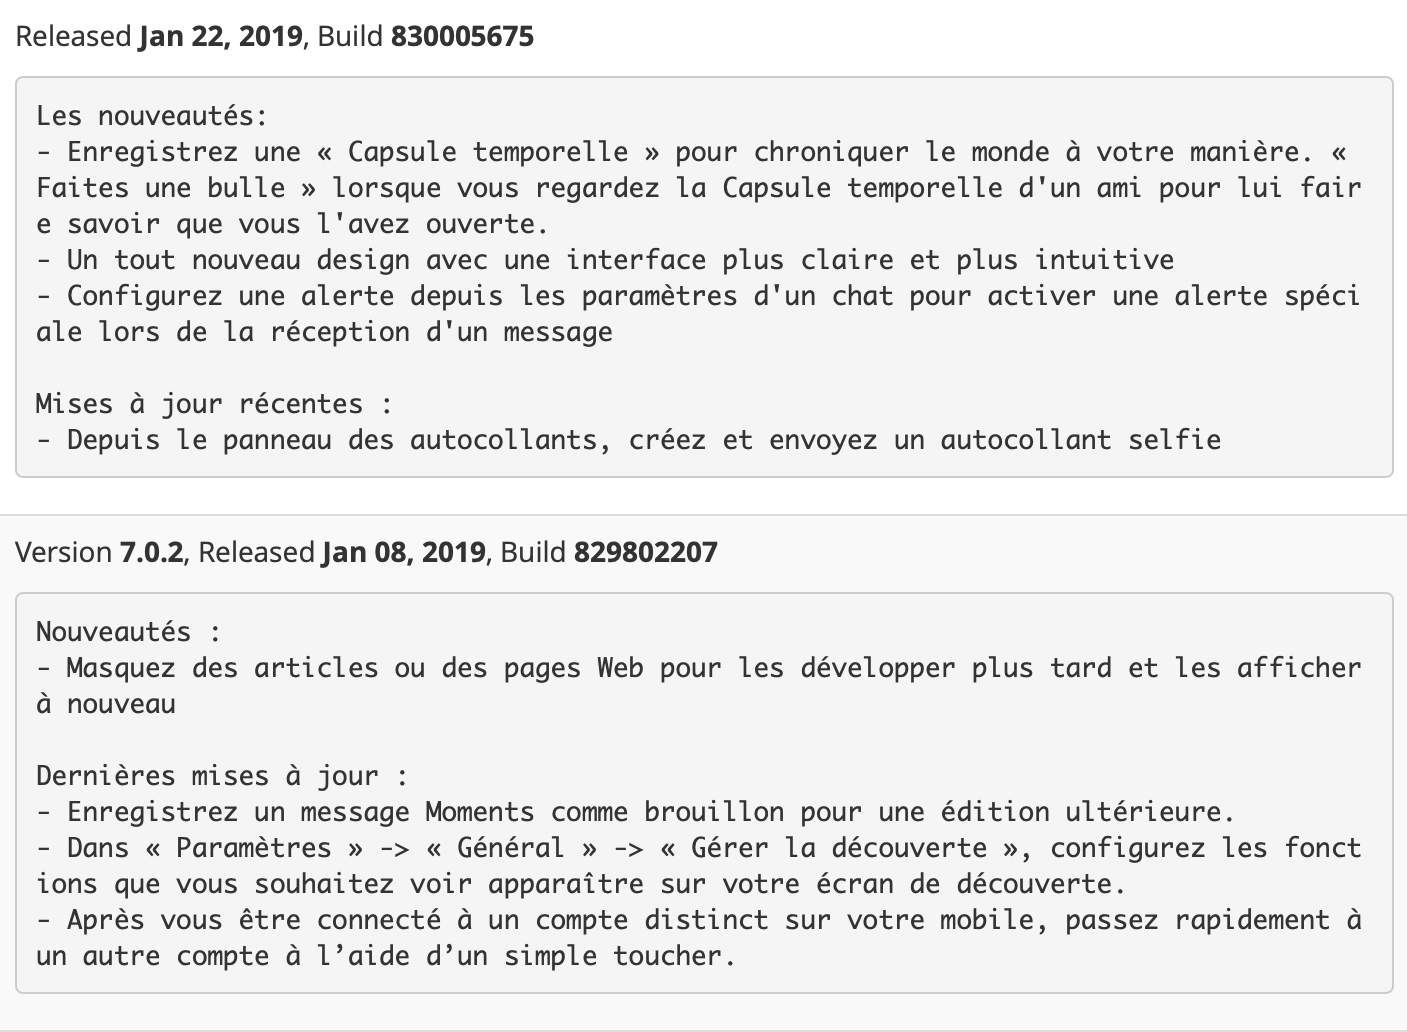 Released Jan 22, 2019, Build 830005675
Les nouveautés:
- Enregistrez une « Capsule temporelle » pour chroniquer le monde à votre manière. «
Faites une bulle » lorsque vous regardez la Capsule temporelle d'un ami pour lui fair
e savoir que vous l'avez ouverte.
- Un tout nouveau design avec une interface plus claire et plus intuitive
- Configurez une alerte depuis les paramètres d'un chat pour activer une alerte spéci
ale lors de la réception d'un message
Mises à jour récentes :
- Depuis le panneau des autocollants, créez et envoyez un autocollant selfie
Version 7.0.2, Released Jan 08, 2019, Build 829802207
Nouveautés :
- Masquez des articles ou des pages Web pour les développer plus tard et les afficher
à nouveau
Dernières mises à jour :
- Enregistrez un message Moments comme brouillon pour une édition ultérieure.
- Dans « Paramètres » -> « Général » -> « Gérer la découverte », configurez les fonct
ions que vous souhaitez voir apparaître sur votre écran de découverte.
- Après vous être connecté à un compte distinct sur votre mobile, passez rapidement à
un autre compte à l’aide d’un simple toucher.